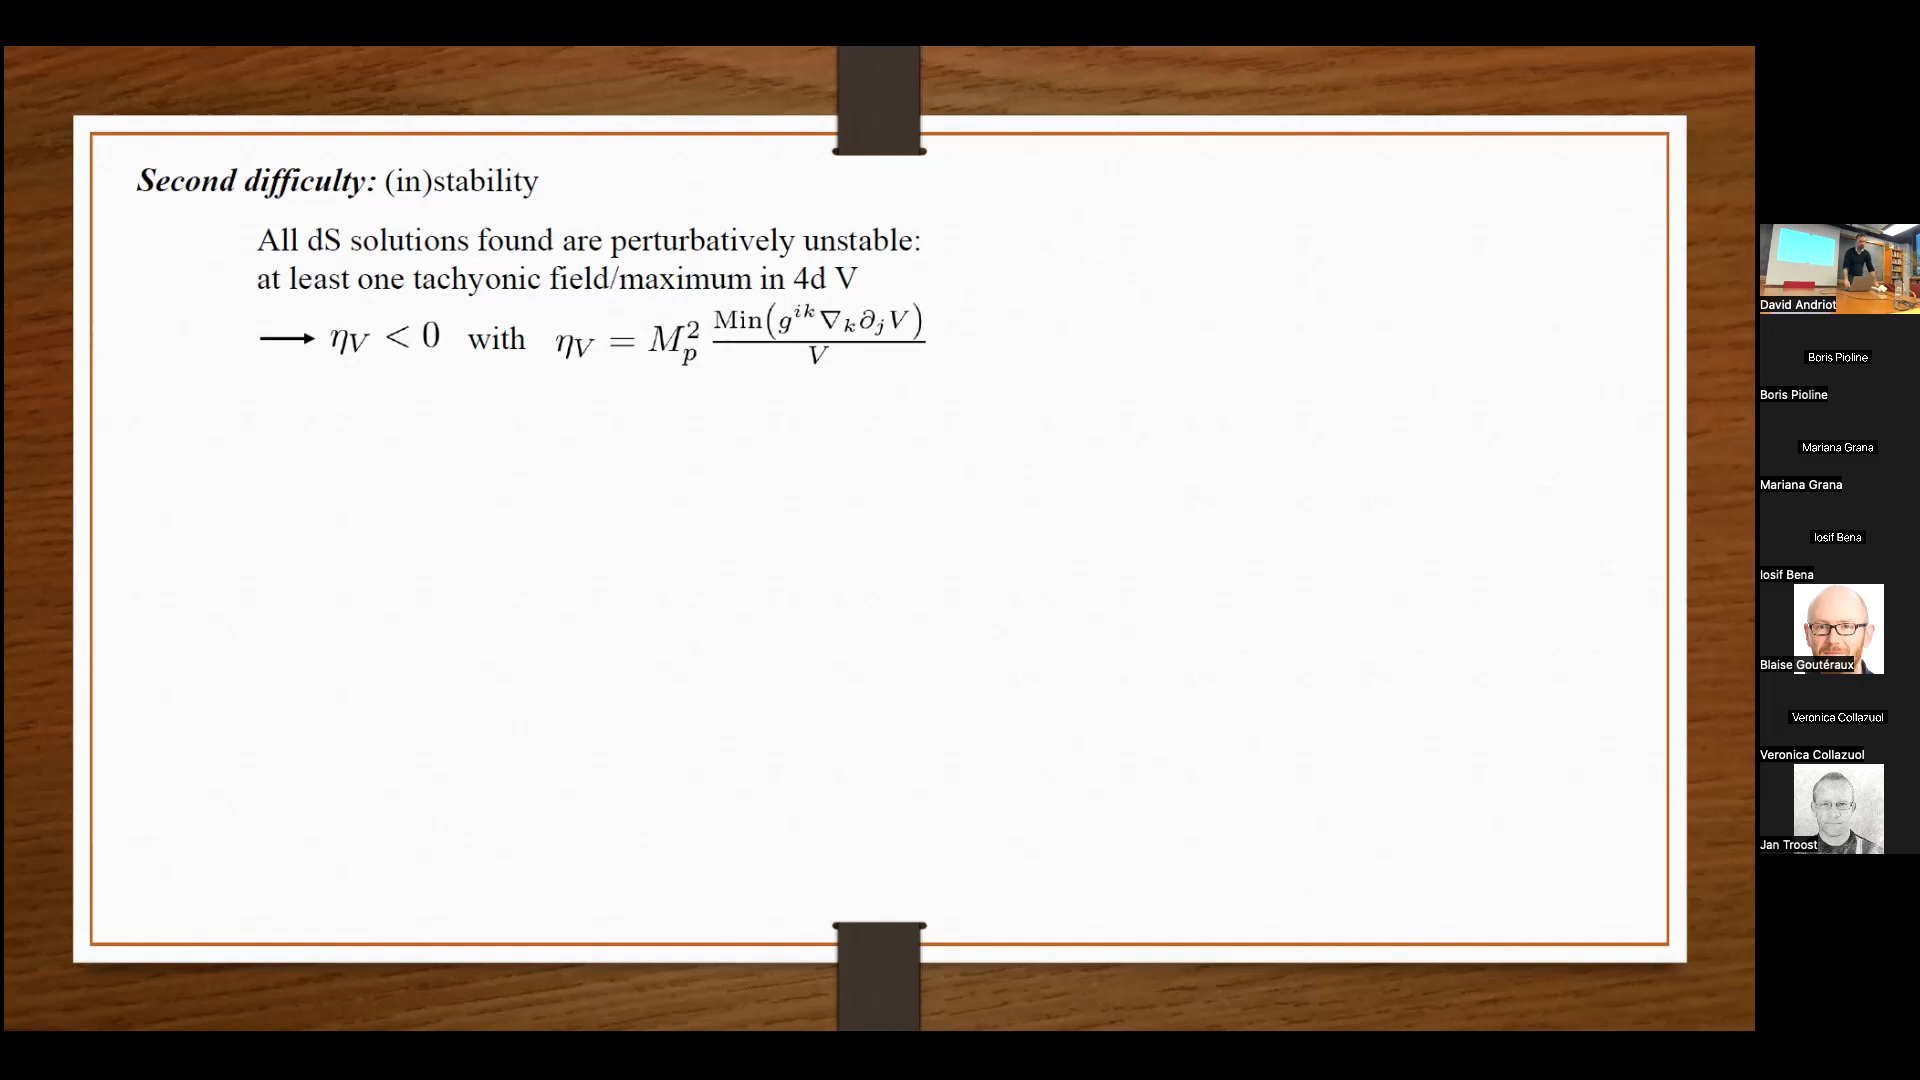 Second difficulty: (in)stability
All dS solutions found are perturbatively unstable:
at least one tachyonic field/maximum in 4d V
⟶ η_V < 0 with η_V = M_p^2 Min(g^{ik}∇_k∂_jV) / V
David Andriot
Boris Pioline
Boris Pioline
Mariana Grana
Mariana Grana
Iosif Bena
Iosif Bena
Blaise Goutéraux
Veronica Collazuol
Veronica Collazuol
Jan Troost